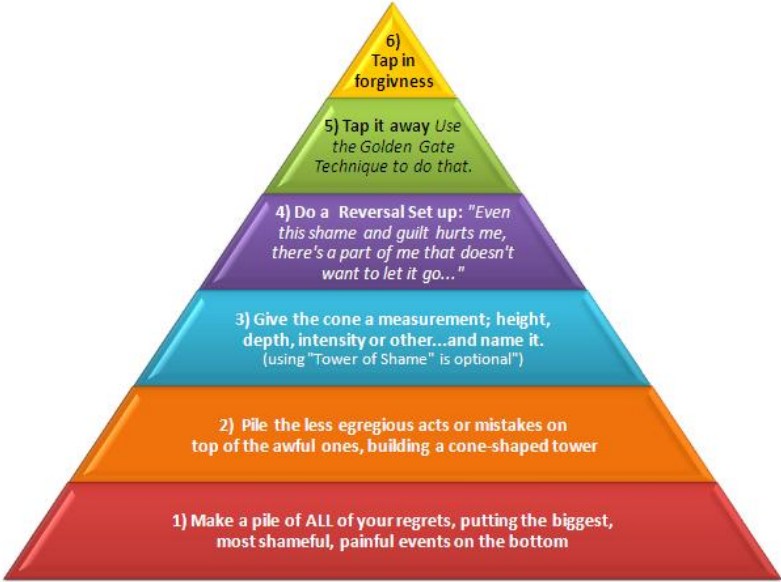 6)
Tap in
forgivness
5) Tap it away Use
the Golden Gate
Technique to do that.
4) Do a Reversal Set up: "Even
this shame and guilt hurts me,
there's a part of me that doesn't
want to let it go..."
3) Give the cone a measurement; height,
depth, intensity or other...and name it.
(using "Tower of Shame" is optional")
2) Pile the less egregious acts or mistakes on
top of the awful ones, building a cone-shaped tower
1) Make a pile of ALL of your regrets, putting the biggest,
most shameful, painful events on the bottom